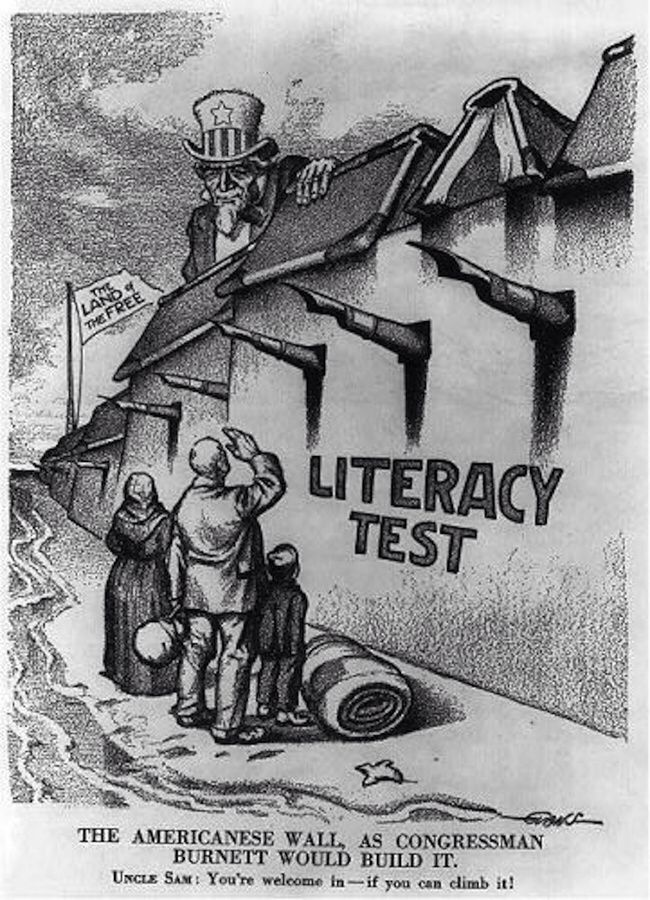 THE
LAND of
THE FREE
LITERACY
TEST
EVANS
THE AMERICANESE WALL, AS CONGRESSMAN
BURNETT WOULD BUILD IT.
UNCLE SAM: You're welcome in—if you can climb it!